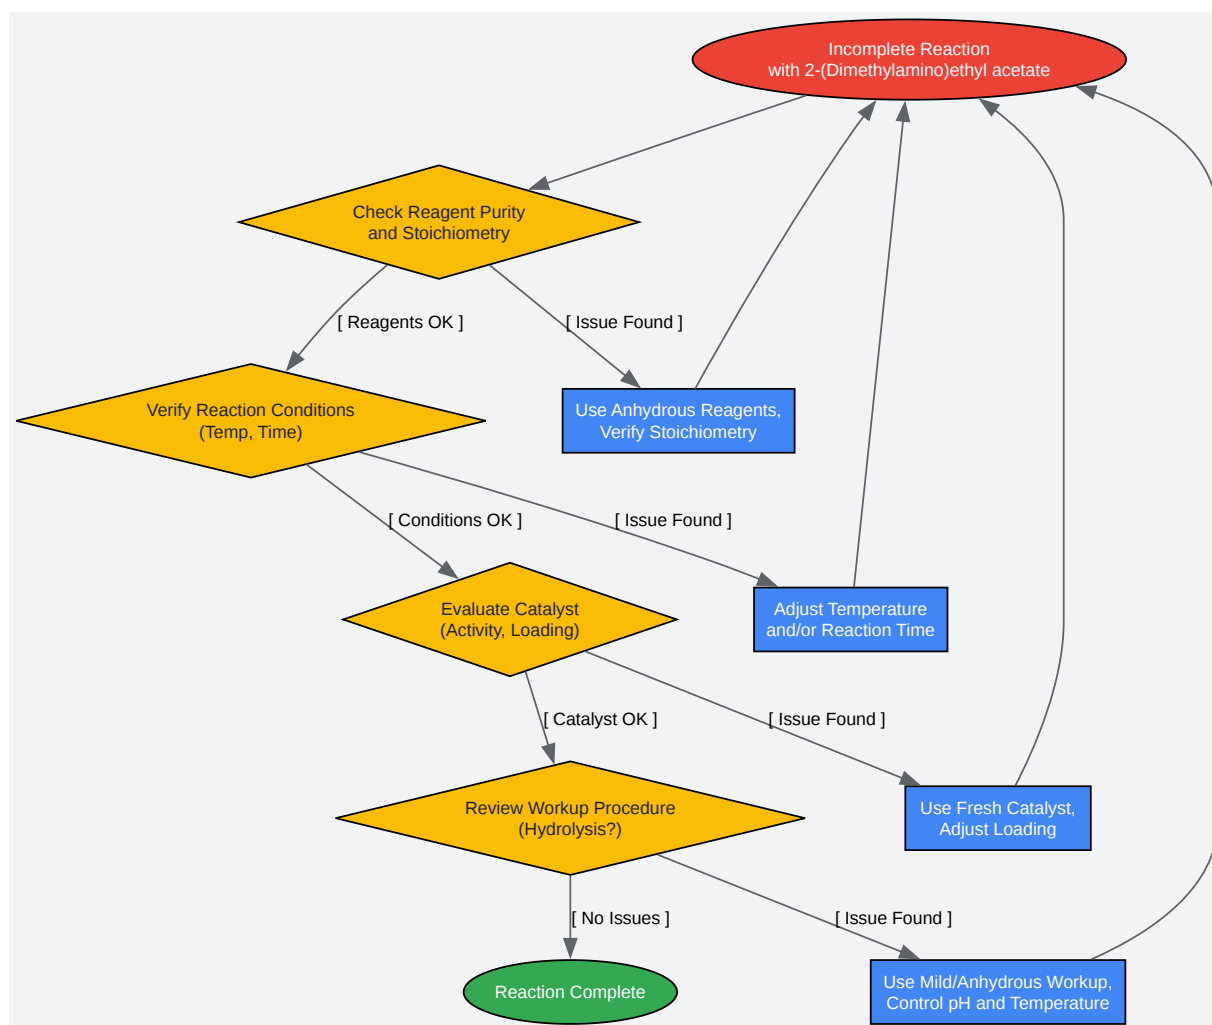 Incomplete Reaction
with 2-(Dimethylamino)ethyl acetate
Check Reagent Purity
and Stoichiometry
[ Reagents OK ]
[ Issue Found ]
Verify Reaction Conditions
(Temp, Time)
Use Anhydrous Reagents,
Verify Stoichiometry
[ Conditions OK ]
[ Issue Found ]
Evaluate Catalyst
(Activity, Loading)
Adjust Temperature
and/or Reaction Time
[ Catalyst OK ]
[ Issue Found ]
Review Workup Procedure
(Hydrolysis?)
Use Fresh Catalyst,
Adjust Loading
[ No Issues ]
[ Issue Found ]
Reaction Complete
Use Mild/Anhydrous Workup,
Control pH and Temperature